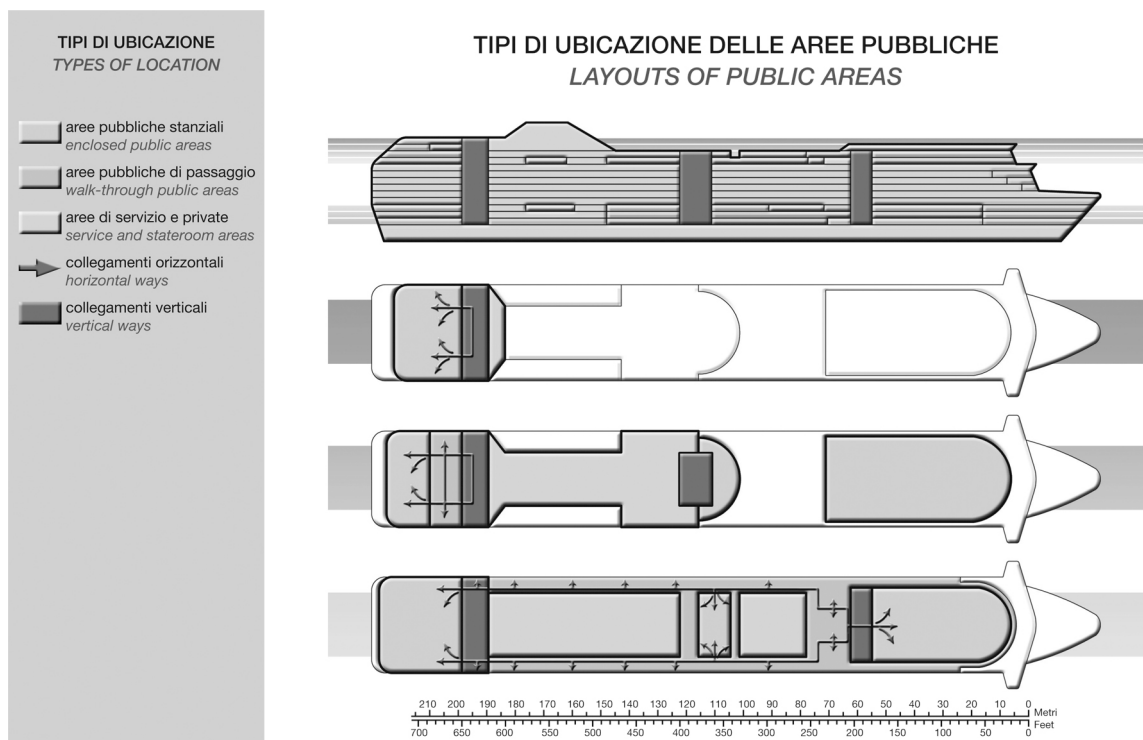 TIPI DI UBICAZIONE
TYPES OF LOCATION
aree pubbliche stanziali
enclosed public areas
aree pubbliche di passaggio
walk-through public areas
aree di servizio e private
service and stateroom areas
collegamenti orizzontali
horizontal ways
collegamenti verticali
vertical ways
TIPI DI UBICAZIONE DELLE AREE PUBBLICHE
LAYOUTS OF PUBLIC AREAS
210 200 190 180 170 160 150 140 130 120 110 100 90 80 70 60 50 40 30 20 10 0
Metri
Feet
700 650 600 550 500 450 400 350 300 250 200 150 100 50 0